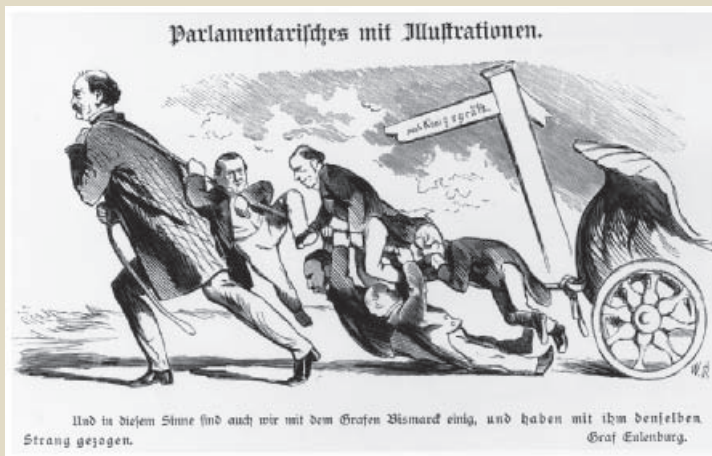 Parlamentarisches mit Illustrationen.
nach Königgrätz
Und in diesem Sinne sind auch wir mit dem Grafen Bismarck einig, und haben mit ihm denselben
Strang gezogen. Graf Eulenburg.